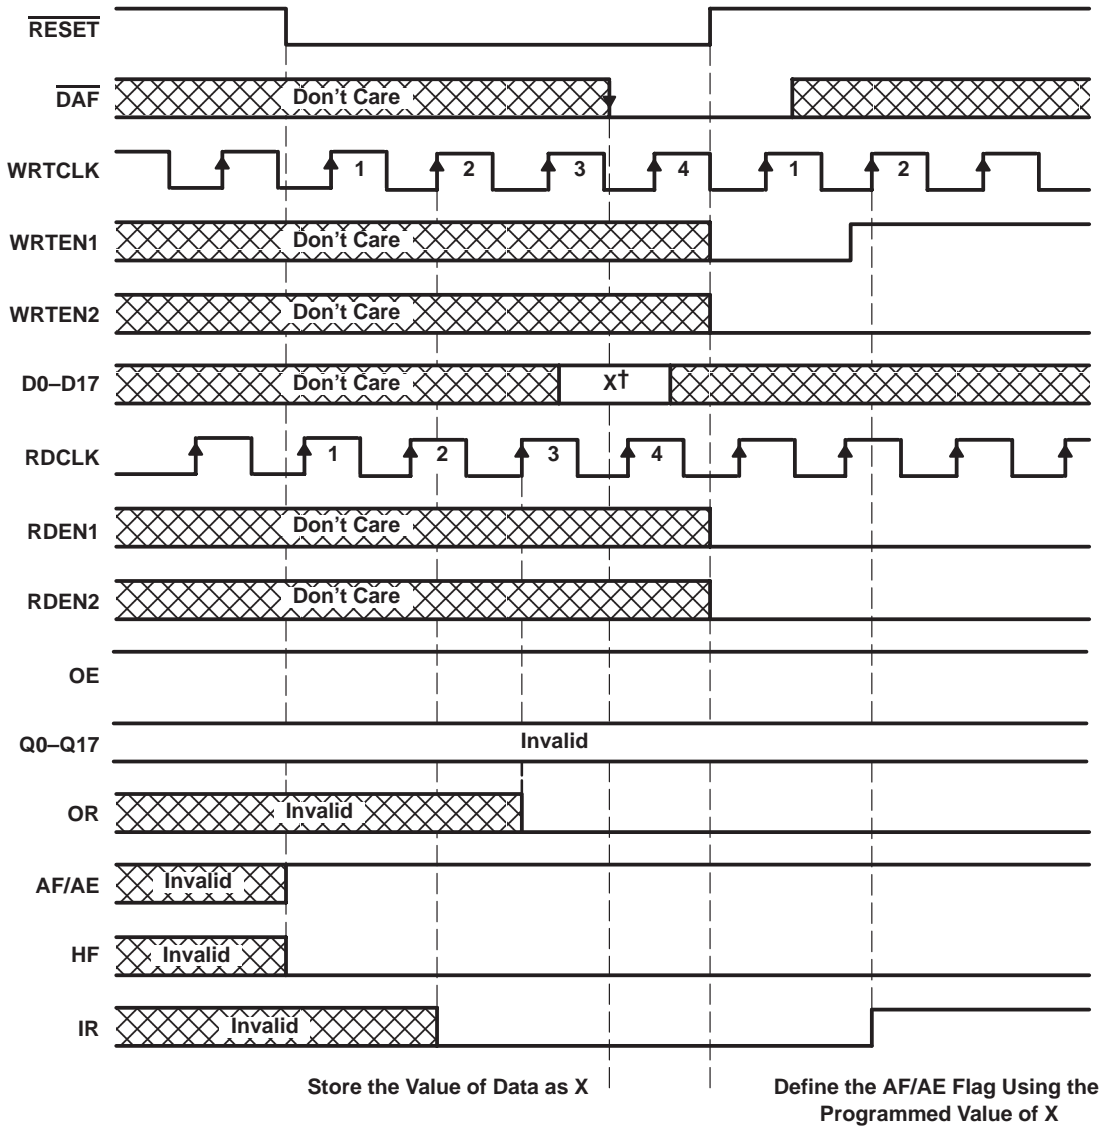 RESET
DAF Don't Care
WRTCLK 1 2 3 4 1 2
WRTEN1 Don't Care
WRTEN2 Don't Care
D0–D17 Don't Care X†
RDCLK 1 2 3 4
RDEN1 Don't Care
RDEN2 Don't Care
OE
Q0–Q17 Invalid
OR Invalid
AF/AE Invalid
HF Invalid
IR Invalid
Store the Value of Data as X
Define the AF/AE Flag Using the
Programmed Value of X